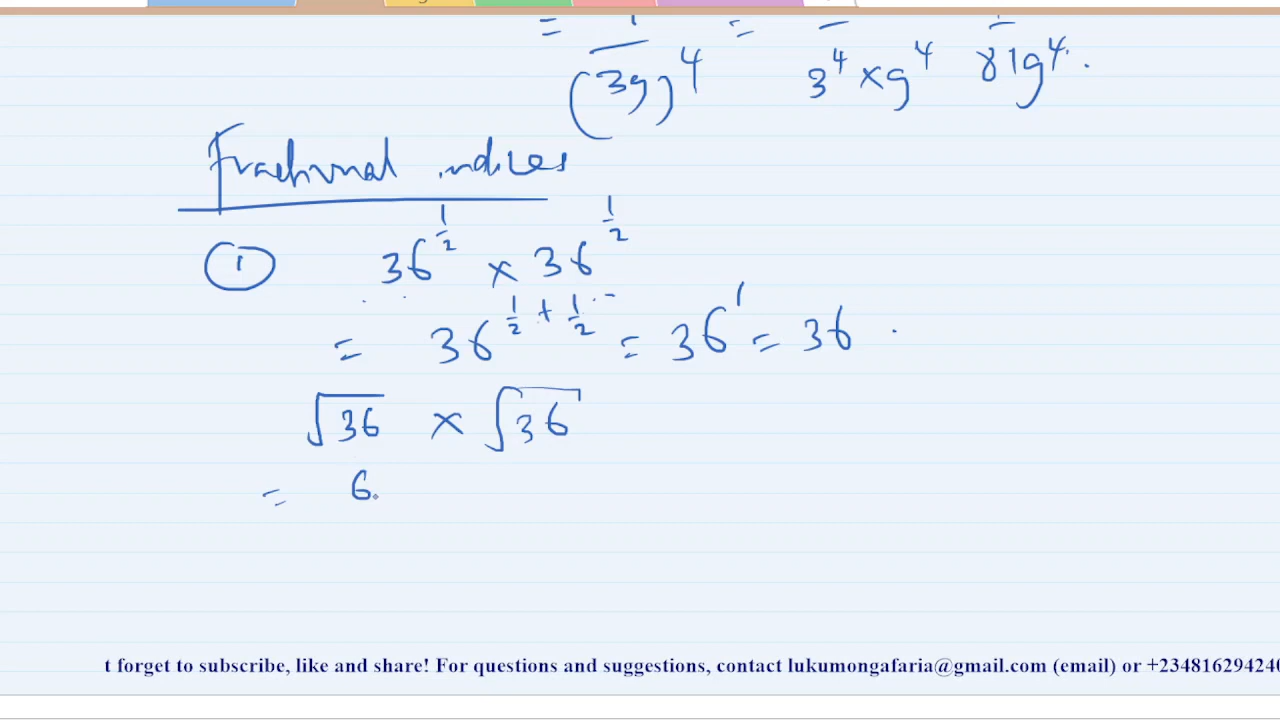 = 1/(3g)^4 = 1/(3^4 × g^4) = 1/(81g^4).
Fractional indices
① 36^(1/2) × 36^(1/2)
= 36^(1/2 + 1/2) = 36^1 = 36.
√36 × √36
= 6
t forget to subscribe, like and share! For questions and suggestions, contact lukumongafaria@gmail.com (email) or +23481629424